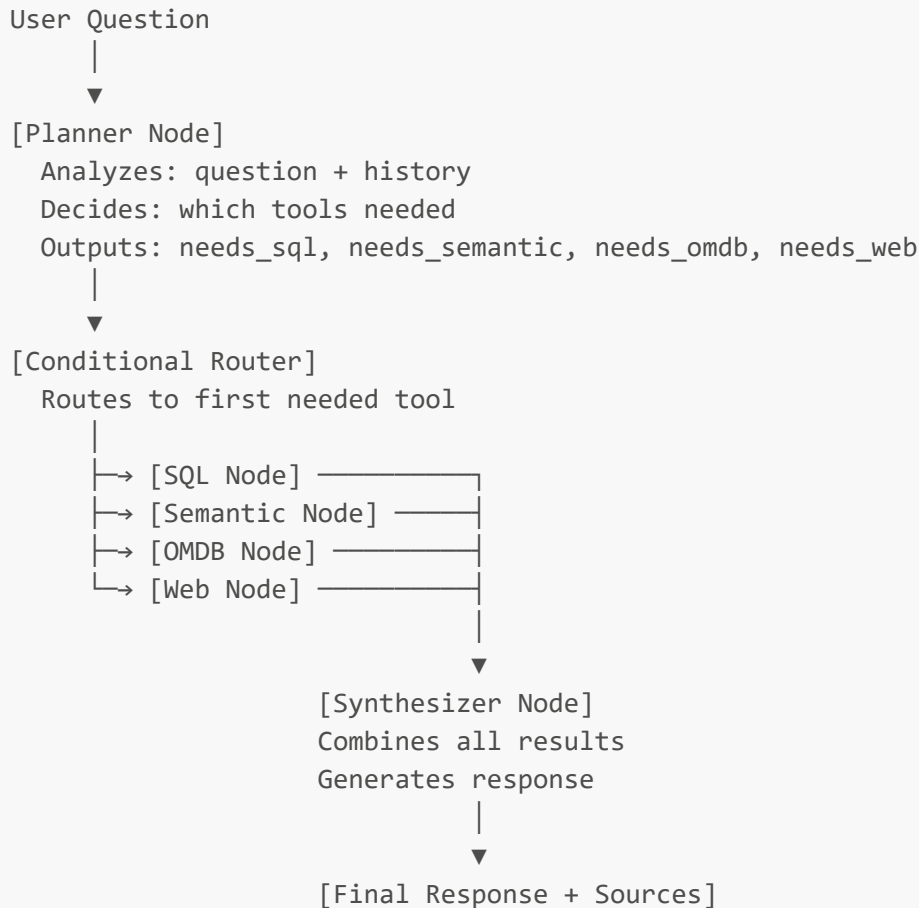 User Question
[Planner Node]
Analyzes: question + history
Decides: which tools needed
Outputs: needs_sql, needs_semantic, needs_omdb, needs_web
[Conditional Router]
Routes to first needed tool
[SQL Node]
[Semantic Node]
[OMDB Node]
[Web Node]
[Synthesizer Node]
Combines all results
Generates response
[Final Response + Sources]